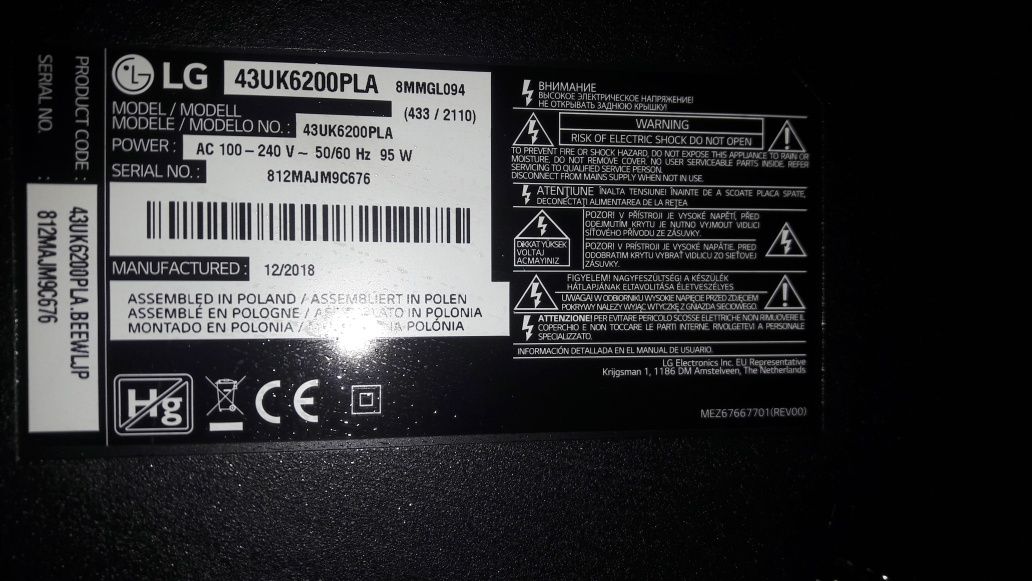 PRODUCT CODE : 43UK6200PLA.BEEWLJP
SERIAL NO. 812MAJM9C676
LG 43UK6200PLA 8MMGL094
MODEL / MODELL (433 / 2110)
MODELE / MODELO NO. : 43UK6200PLA
POWER : AC 100 – 240 V ~ 50/60 Hz 95 W
SERIAL NO. : 812MAJM9C676
MANUFACTURED : 12/2018
ASSEMBLED IN POLAND / ASSEMBLIERT IN POLEN
ASSEMBLÉ EN POLOGNE / IN POLONIA
MONTADO EN POLONIA / POLÓNIA
Hg
CE
ВНИМАНИЕ
ВЫСОКОЕ ЭЛЕКТРИЧЕСКОЕ НАПРЯЖЕНИЕ!
НЕ ОТКРЫВАТЬ ЗАДНЮЮ КРЫШКУ!
WARNING
RISK OF ELECTRIC SHOCK DO NOT OPEN
TO PREVENT FIRE OR SHOCK HAZARD, DO NOT EXPOSE THIS APPLIANCE TO RAIN OR
MOISTURE. DO NOT REMOVE COVER. NO USER SERVICEABLE PARTS INSIDE. REFER
SERVICING TO QUALIFIED SERVICE PERSON.
DISCONNECT FROM MAINS SUPPLY WHEN NOT IN USE.
ATENŢIUNE ÎNALTA TENSIUNE! ÎNAINTE DE A SCOATE PLACA SPATE,
DECONECTAŢI ALIMENTAREA DE LA REŢEA
DIKKAT YÜKSEK
VOLTAJ
AÇMAYINIZ
POZOR! V PŘÍSTROJI JE VYSOKÉ NAPĚTÍ, PŘED
ODEJMUTÍM KRYTU JE NUTNO VYJMOUT VIDLICI
SÍŤOVÉHO PŘÍVODU ZE ZÁSUVKY.
POZOR! V PRÍSTROJI JE VYSOKÉ NAPÄTIE. PRED
ODOBRATIM KRYTU VYBRAŤ VIDLICU ZO SIEŤOVEJ
ZÁSUVKY.
FIGYELEM! NAGYFESZÜLTSÉG! A KÉSZÜLÉK
HÁTLAPJÁNAK ELTAVOLÍTÁSA ÉLETVESZÉLYES
UWAGA! W ODBIORNIKU WYSOKIE NAPIĘCIE PRZED ZDJĘCIEM
POKRYWY NALEŻY WYJĄĆ WTYCZKĘ Z GNIAZDA SIECIOWEGO.
ATTENZIONE! PER EVITARE PERICOLO SCOSSE ELETTRICHE NON RIMUOVERE IL
COPERCHIO E NON TOCCARE LE PARTI INTERNE. RIVOLGETEVI A PERSONALE
SPECIALIZZATO.
INFORMACIÓN DETALLADA EN EL MANUAL DE USUARIO.
LG Electronics Inc. EU Representative
Krijgsman 1, 1186 DM Amstelveen, The Netherlands
MEZ67667701(REV00)